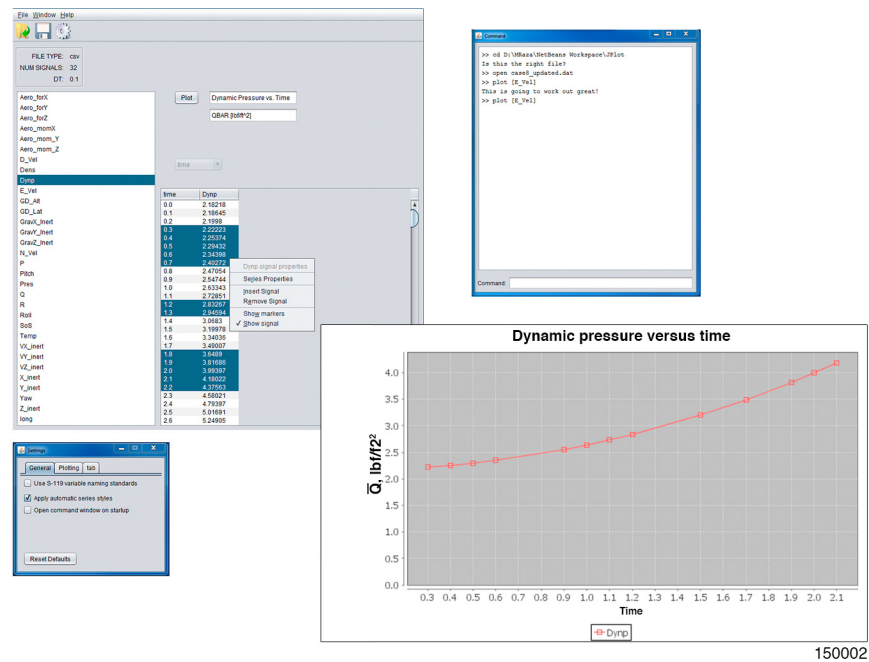 File Window Help
FILE TYPE: csv
NUM SIGNALS: 32
DT: 0.1
Aero_forX
Aero_forY
Aero_forZ
Aero_momX
Aero_mom_Y
Aero_mom_Z
D_Vel
Dens
Dynp
E_Vel
GD_Alt
GD_Lat
GravX_Inert
GravY_Inert
GravZ_Inert
N_Vel
P
Pitch
Pres
Q
R
Roll
SoS
Temp
VX_inert
VY_inert
VZ_inert
X_inert
Y_inert
Yaw
Z_inert
long
Plot
Dynamic Pressure vs. Time
QBAR [lbf/ft^2]
time
time Dynp
0.0 2.18218
0.1 2.18645
0.2 2.1998
0.3 2.22223
0.4 2.25374
0.5 2.29432
0.6 2.34398
0.7 2.40272
0.8 2.47054
0.9 2.54744
1.0 2.63343
1.1 2.72851
1.2 2.83267
1.3 2.94594
1.4 3.0683
1.5 3.19978
1.6 3.34036
1.7 3.49007
1.8 3.6489
1.9 3.81686
2.0 3.99397
2.1 4.18022
2.2 4.37563
2.3 4.58021
2.4 4.79397
2.5 5.01691
2.6 5.24905
Dynp signal properties
Series Properties
Insert Signal
Remove Signal
Show markers
✓ Show signal
Command
>> cd D:\MRaza\NetBeans Workspace\JPlot
Is this the right file?
>> open case8_updated.dat
>> plot [E_Vel]
This is going to work out great!
>> plot [E_Vel]
Command:
Settings
General Plotting tab
Use S-119 variable naming standards
Apply automatic series styles
Open command window on startup
Reset Defaults
Dynamic pressure versus time
Q̅, lbf/f2²
4.0
3.5
3.0
2.5
2.0
1.5
1.0
0.5
0.0
0.3 0.4 0.5 0.6 0.7 0.8 0.9 1.0 1.1 1.2 1.3 1.4 1.5 1.6 1.7 1.8 1.9 2.0 2.1
Time
Dynp
150002